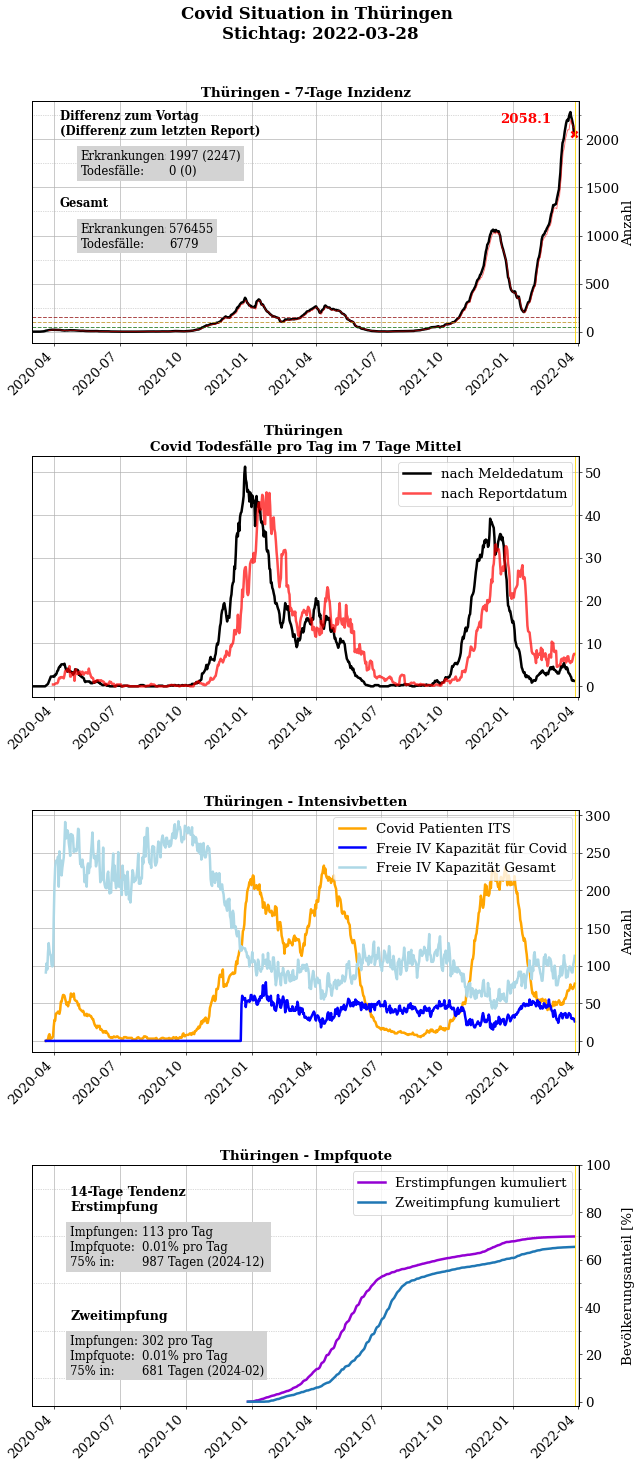 Covid Situation in Thüringen
Stichtag: 2022-03-28
Thüringen - 7-Tage Inzidenz
Differenz zum Vortag
(Differenz zum letzten Report)
Erkrankungen 1997 (2247)
Todesfälle: 0 (0)
Gesamt
Erkrankungen 576455
Todesfälle: 6779
2058.1
2000
1500
1000
500
0
Anzahl
2020-04
2020-07
2020-10
2021-01
2021-04
2021-07
2021-10
2022-01
2022-04
Thüringen
Covid Todesfälle pro Tag im 7 Tage Mittel
nach Meldedatum
nach Reportdatum
50
40
30
20
10
0
2020-04
2020-07
2020-10
2021-01
2021-04
2021-07
2021-10
2022-01
2022-04
Thüringen - Intensivbetten
Covid Patienten ITS
Freie IV Kapazität für Covid
Freie IV Kapazität Gesamt
300
250
200
150
100
50
0
Anzahl
2020-04
2020-07
2020-10
2021-01
2021-04
2021-07
2021-10
2022-01
2022-04
Thüringen - Impfquote
14-Tage Tendenz
Erstimpfung
Impfungen: 113 pro Tag
Impfquote: 0.01% pro Tag
75% in: 987 Tagen (2024-12)
Zweitimpfung
Impfungen: 302 pro Tag
Impfquote: 0.01% pro Tag
75% in: 681 Tagen (2024-02)
Erstimpfungen kumuliert
Zweitimpfung kumuliert
100
80
60
40
20
0
Bevölkerungsanteil [%]
2020-04
2020-07
2020-10
2021-01
2021-04
2021-07
2021-10
2022-01
2022-04